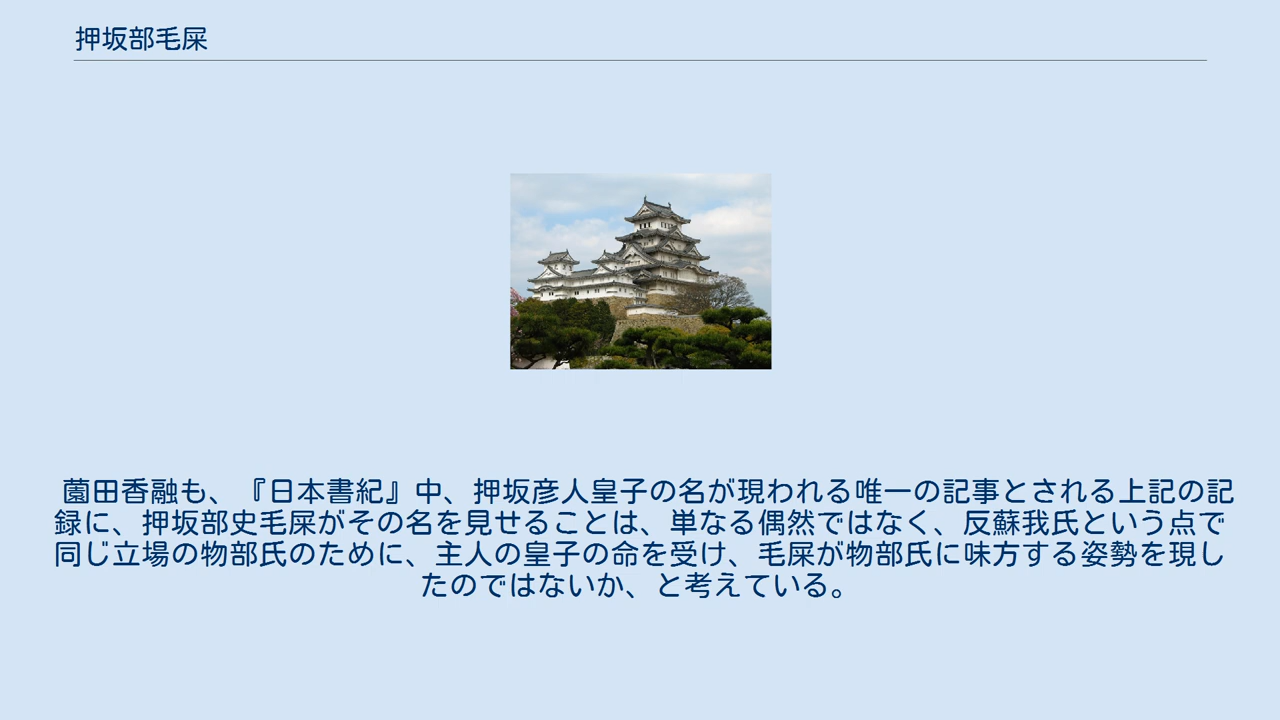 押坂部毛屎
薗田香融も、『日本書紀』中、押坂彦人皇子の名が現われる唯一の記事とされる上記の記
録に、押坂部史毛屎がその名を見せることは、単なる偶然ではなく、反蘇我氏という点で
同じ立場の物部氏のために、主人の皇子の命を受け、毛屎が物部氏に味方する姿勢を現し
たのではないか、と考えている。